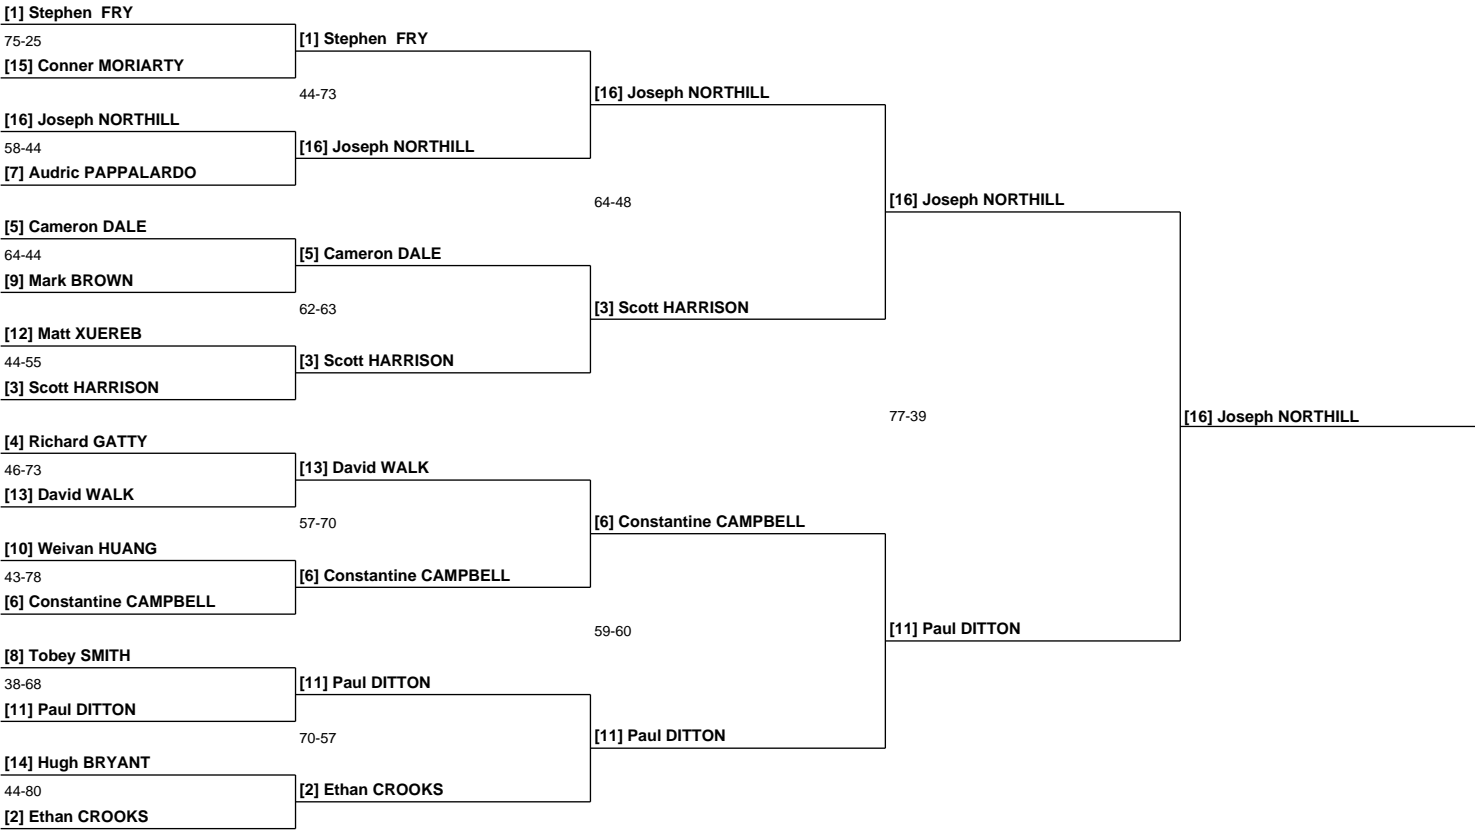 [1] Stephen  FRY
75-25
[15] Conner MORIARTY
[16] Joseph NORTHILL
58-44
[7] Audric PAPPALARDO
[5] Cameron DALE
64-44
[9] Mark BROWN
[12] Matt XUEREB
44-55
[3] Scott HARRISON
[4] Richard GATTY
46-73
[13] David WALK
[10] Weivan HUANG
43-78
[6] Constantine CAMPBELL
[8] Tobey SMITH
38-68
[11] Paul DITTON
[14] Hugh BRYANT
44-80
[2] Ethan CROOKS
[1] Stephen  FRY
44-73
[16] Joseph NORTHILL
[5] Cameron DALE
62-63
[3] Scott HARRISON
[13] David WALK
57-70
[6] Constantine CAMPBELL
[11] Paul DITTON
70-57
[2] Ethan CROOKS
[16] Joseph NORTHILL
64-48
[3] Scott HARRISON
[6] Constantine CAMPBELL
59-60
[11] Paul DITTON
[16] Joseph NORTHILL
77-39
[11] Paul DITTON
[16] Joseph NORTHILL